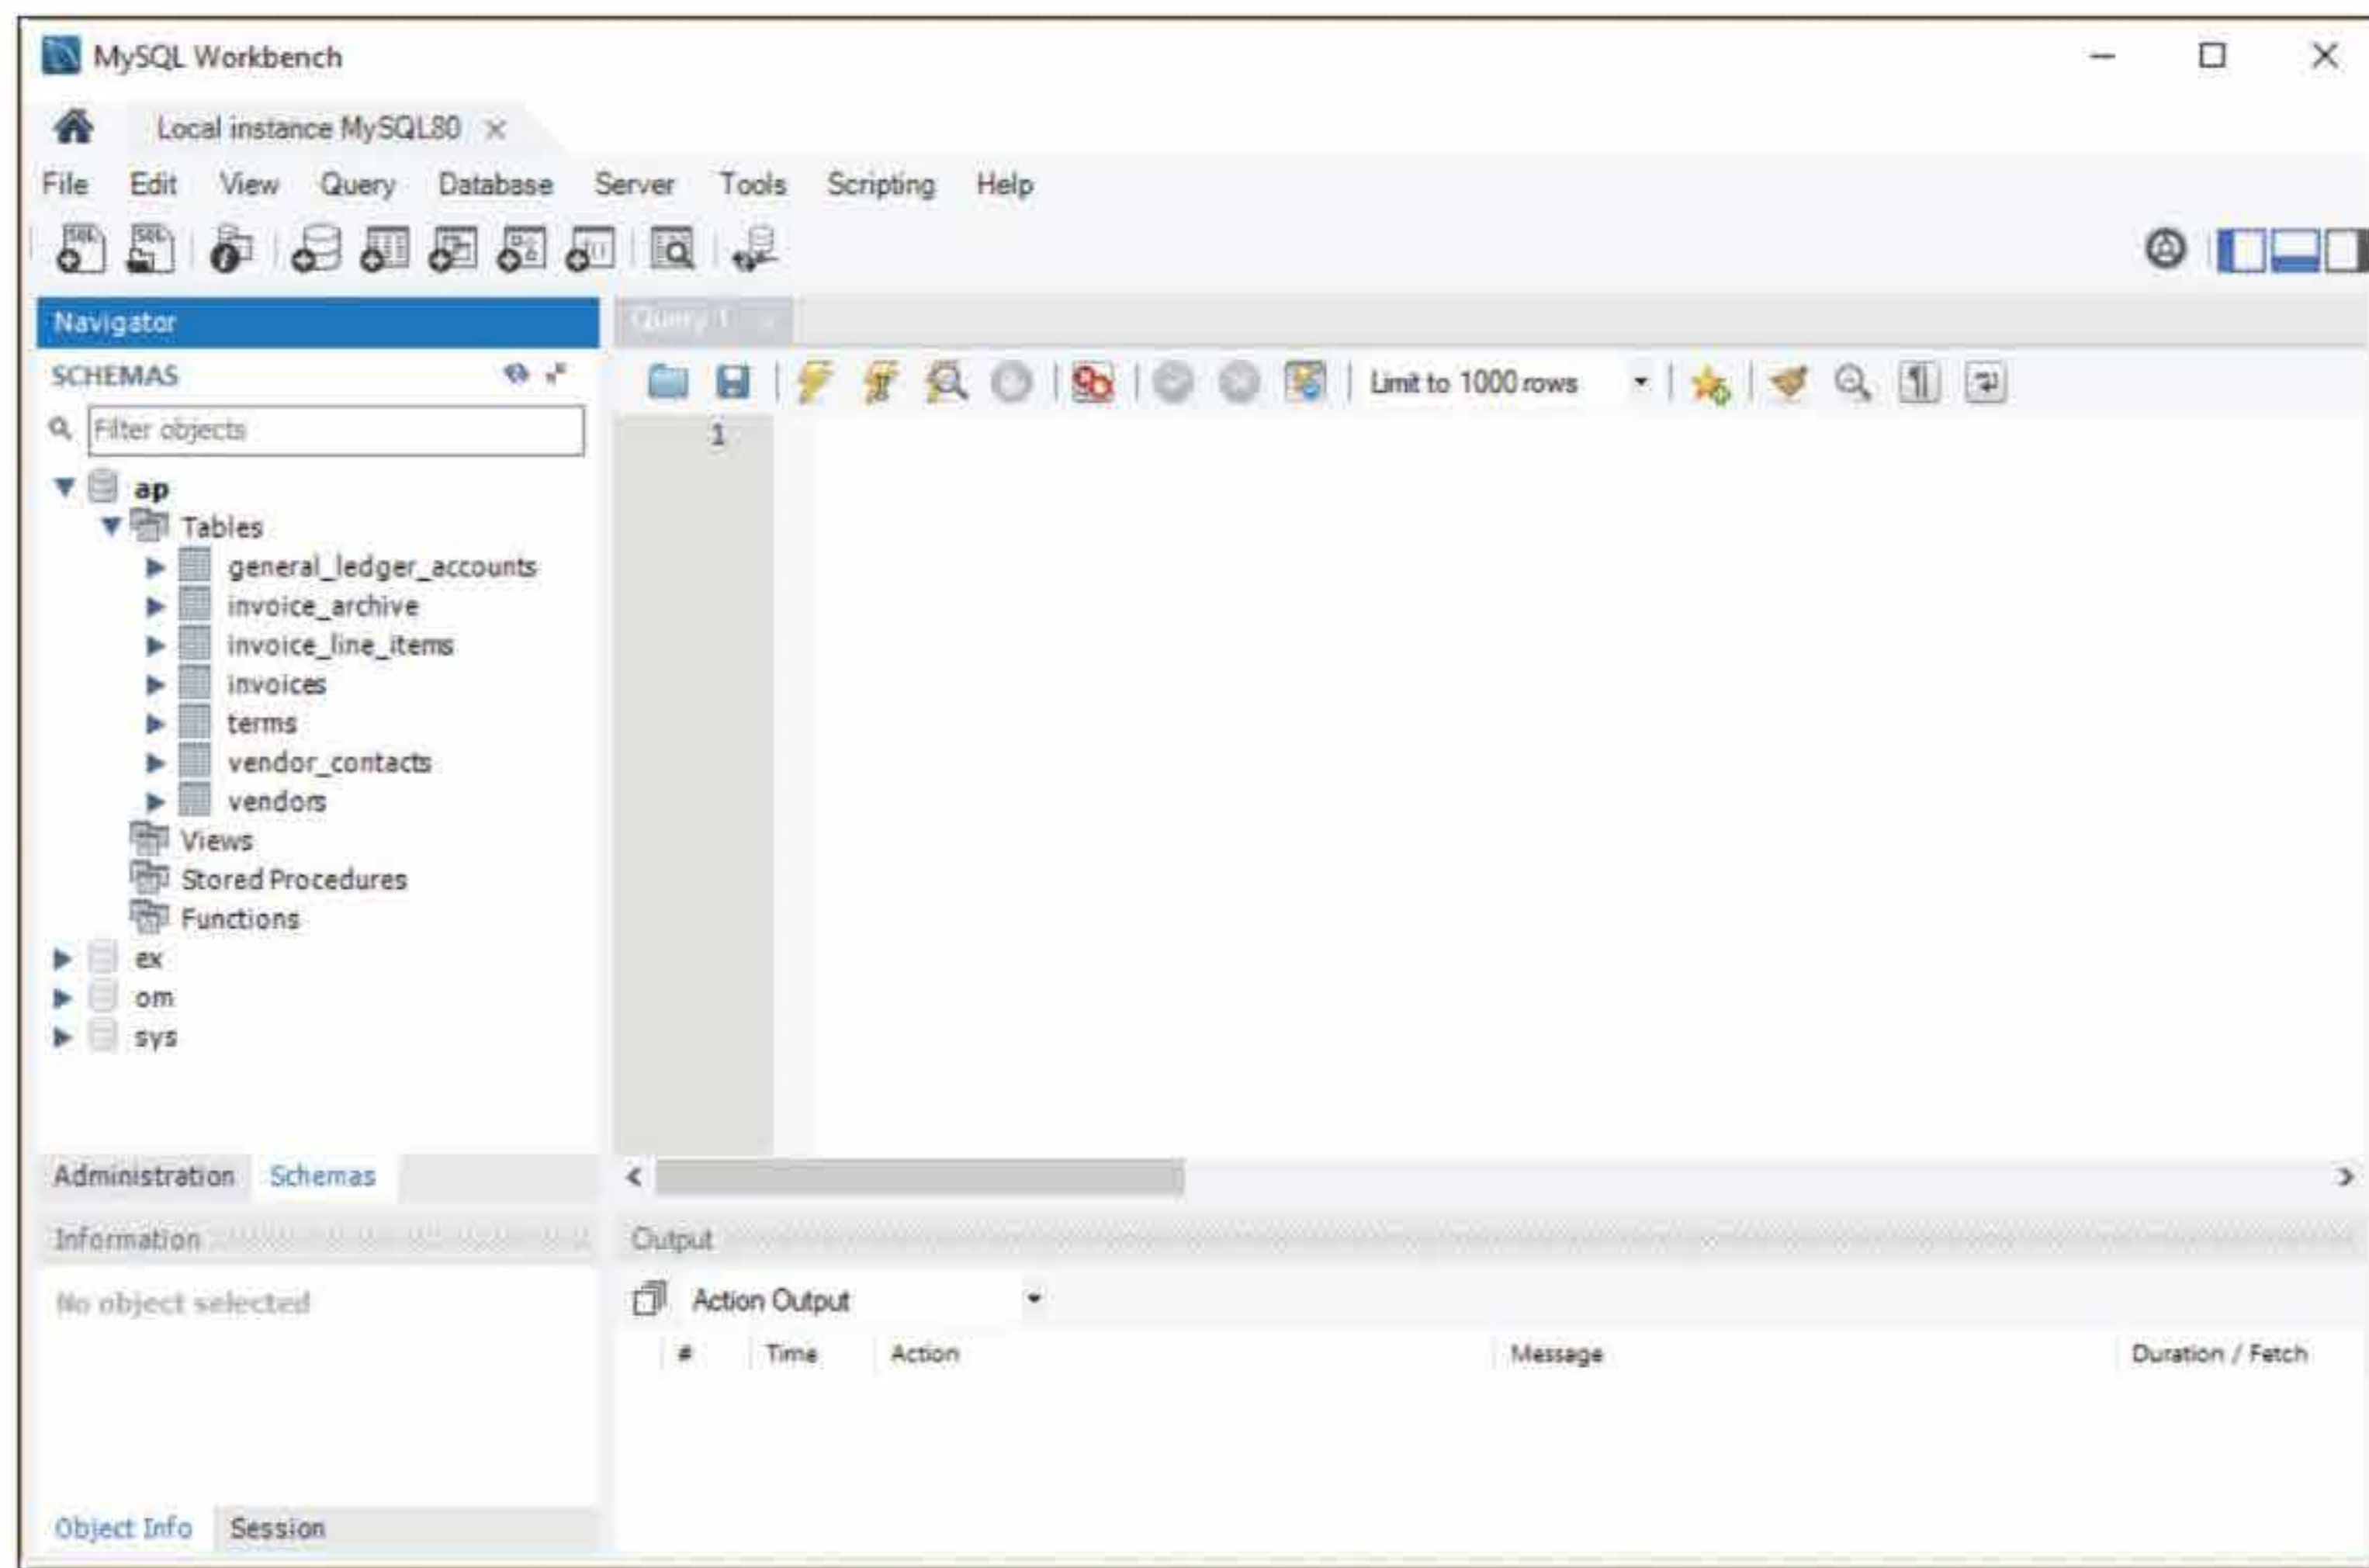 MySQL Workbench
Local instance MySQL80
File Edit View Query Database Server Tools Scripting Help
Navigator
Query 1
SCHEMAS
Limit to 1000 rows
Filter objects
1
ap
Tables
general_ledger_accounts
invoice_archive
invoice_line_items
invoices
terms
vendor_contacts
vendors
Views
Stored Procedures
Functions
ex
om
sys
Administration Schemas
Information
Output
No object selected
Action Output
# Time Action Message Duration / Fetch
Object Info Session